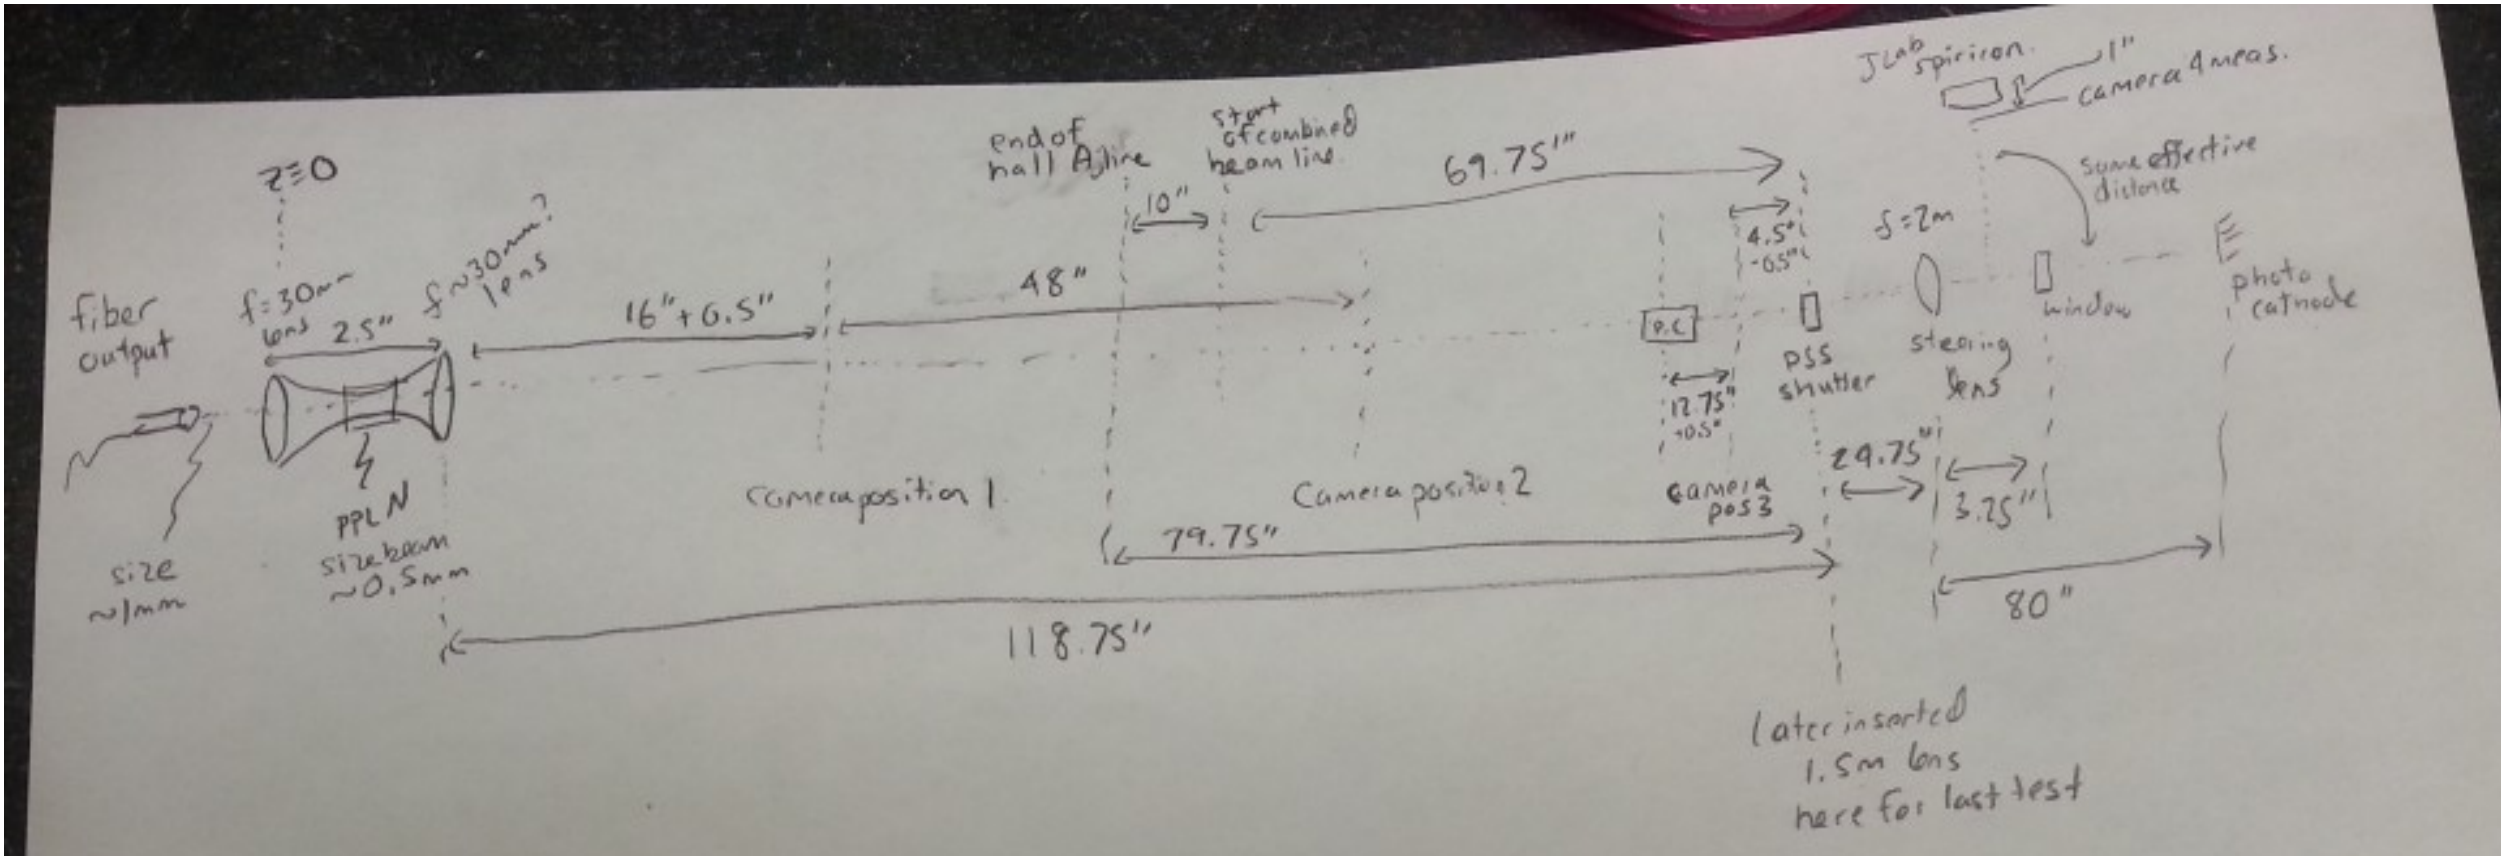 JLab
spiricon.
1"
camera 4 meas.
Z≡0
end of
hall A line
start
of combined
beam line.
69.75"
same effective
distance
10"
f=30mm
lens
f~30mm?
lens
4.5"
-0.5"
f=2m
fiber
output
2.5"
16"+0.5"
48"
P.C
window
photo
cathode
PSS
shutter
steering
lens
12.75"
+0.5"
PPLN
size beam
~0.5mm
camera position 1
Camera position 2
camera
pos3
29.75"
3.25"
size
~1mm
79.75"
80"
118.75"
later inserted
1.5m lens
here for last test